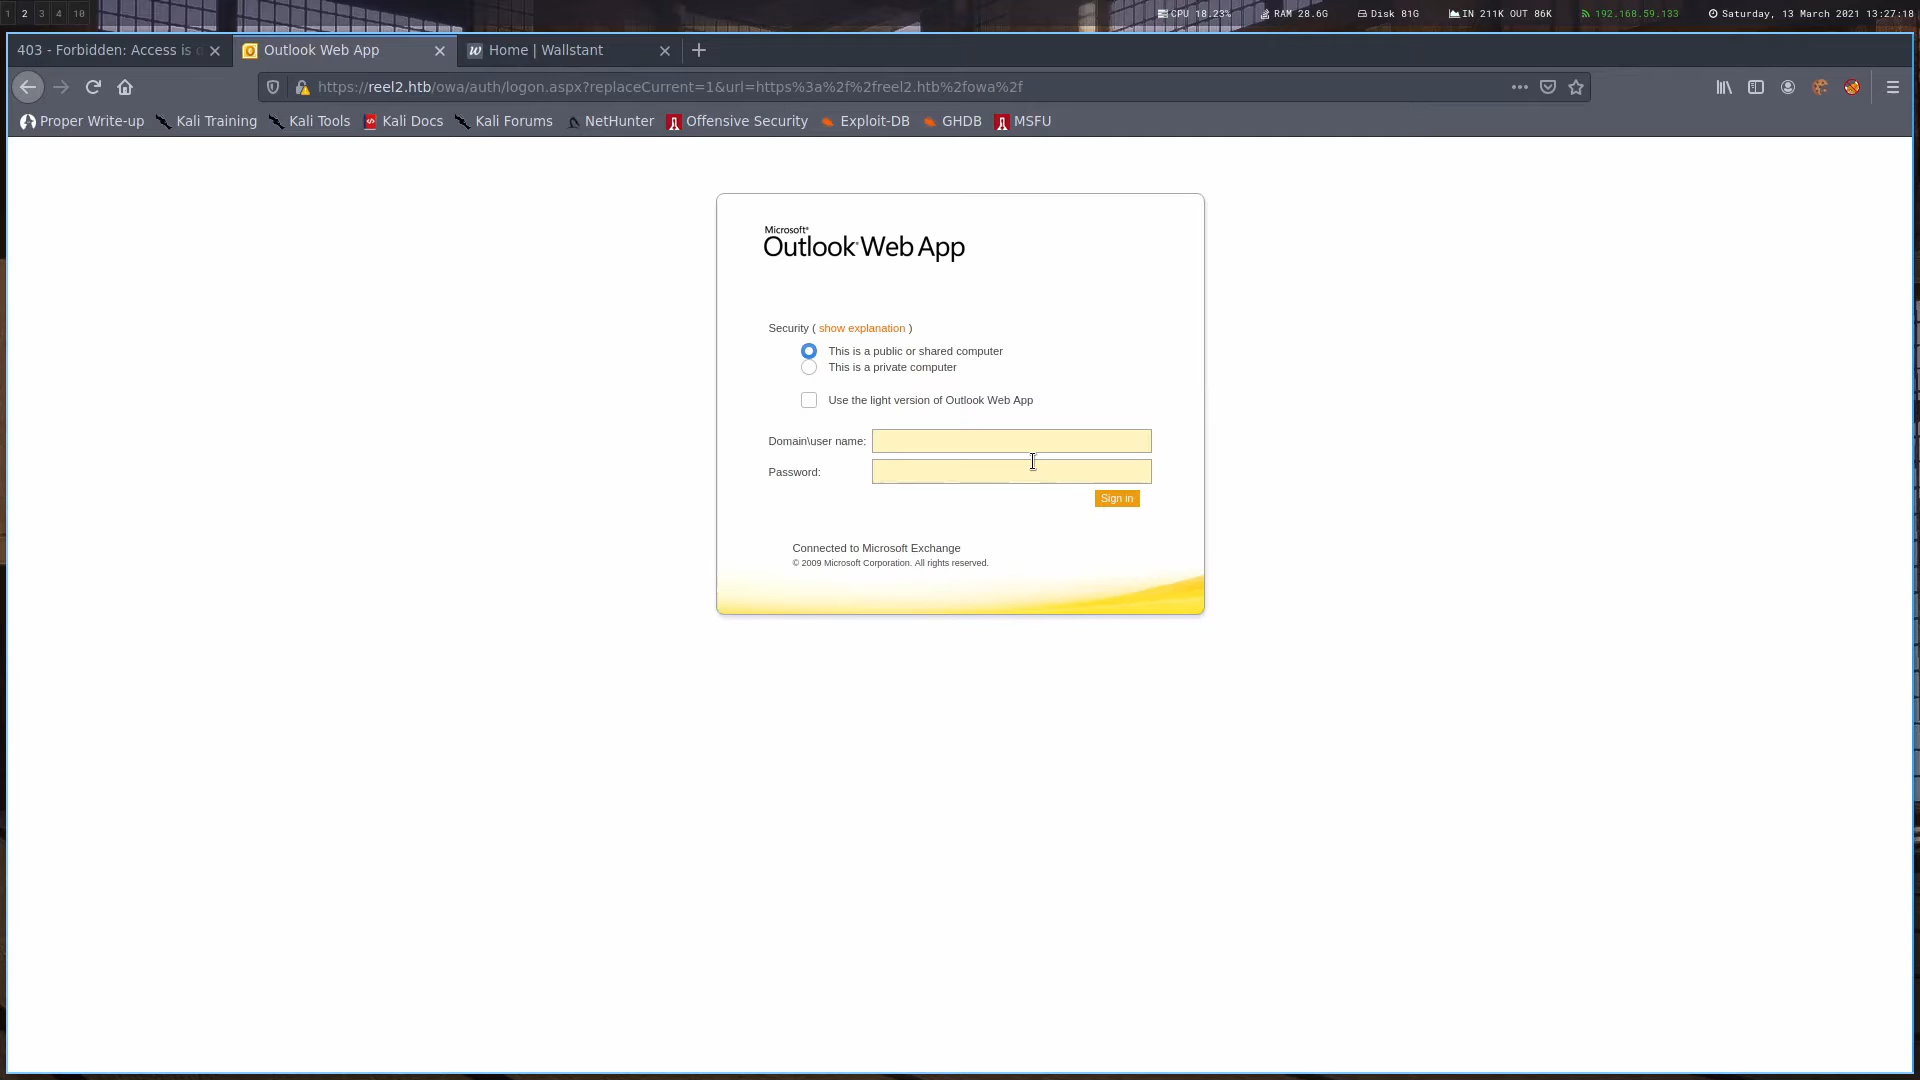 1 2 3 4 10 CPU 18.23% RAM 28.6G Disk 81G IN 211K OUT 86K 192.168.59.133 Saturday, 13 March 2021 13:27:18
403 - Forbidden: Access is Outlook Web App Home | Wallstant
https://reel2.htb/owa/auth/logon.aspx?replaceCurrent=1&url=https%3a%2f%2freel2.htb%2fowa%2f
Proper Write-up Kali Training Kali Tools Kali Docs Kali Forums NetHunter Offensive Security Exploit-DB GHDB MSFU
Microsoft®
Outlook Web App
Security ( show explanation )
This is a public or shared computer
This is a private computer
Use the light version of Outlook Web App
Domain\user name:
Password:
Sign in
Connected to Microsoft Exchange
© 2009 Microsoft Corporation. All rights reserved.